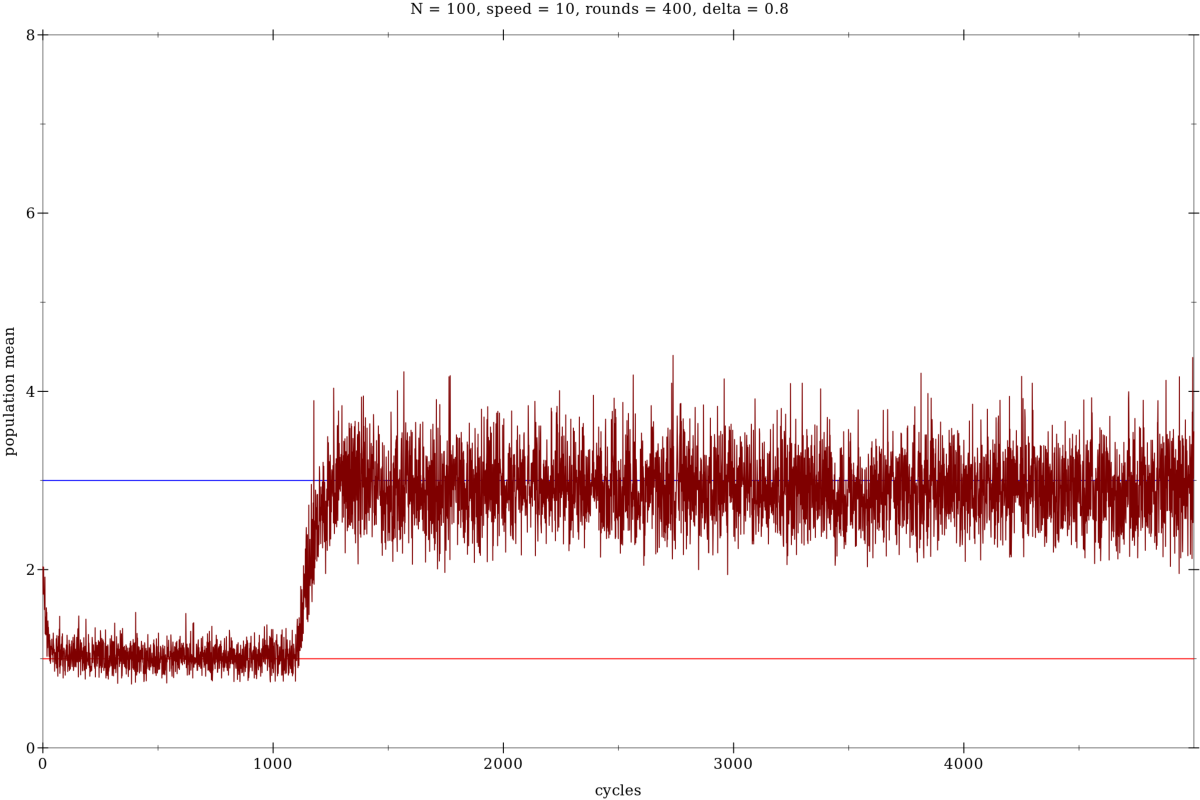 N = 100, speed = 10, rounds = 400, delta = 0.8
8
6
4
2
0
population mean
0 1000 2000 3000 4000
cycles